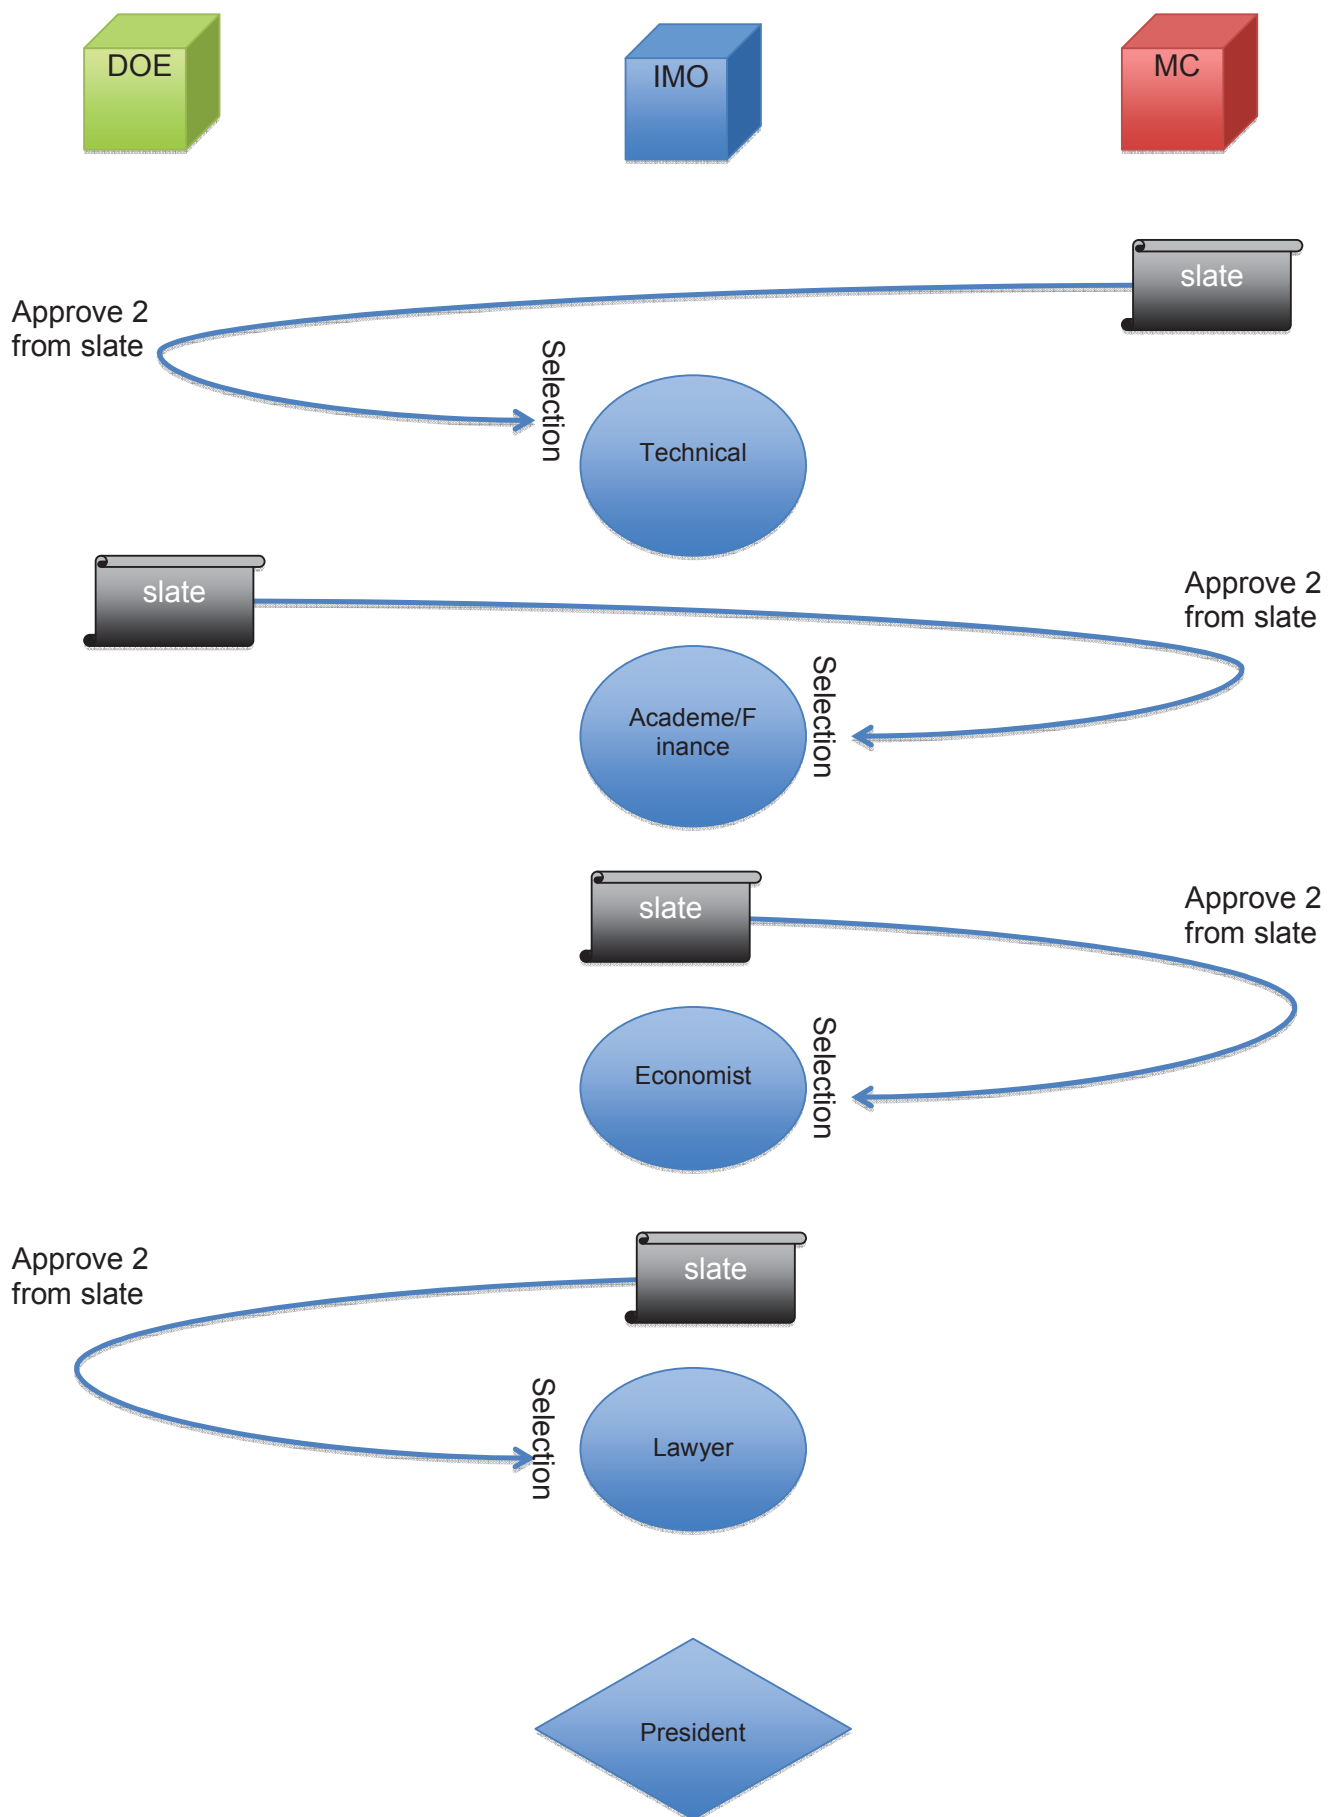 DOE
IMO
MC
slate
Approve 2
from slate
Selection
Technical
slate
Approve 2
from slate
Selection
Academe/F
inance
slate
Approve 2
from slate
Selection
Economist
slate
Approve 2
from slate
Selection
Lawyer
President